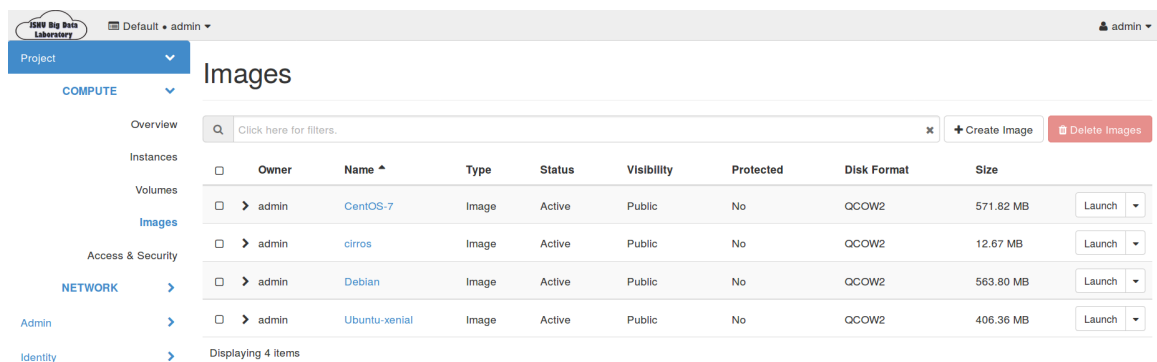 JSNU Big Data
Laboratory
Default • admin
admin
Project
COMPUTE
Overview
Instances
Volumes
Images
Access & Security
NETWORK
Admin
Identity
Images
Click here for filters.
Create Image
Delete Images
Owner Name Type Status Visibility Protected Disk Format Size
admin CentOS-7 Image Active Public No QCOW2 571.82 MB Launch
admin cirros Image Active Public No QCOW2 12.67 MB Launch
admin Debian Image Active Public No QCOW2 563.80 MB Launch
admin Ubuntu-xenial Image Active Public No QCOW2 406.36 MB Launch
Displaying 4 items